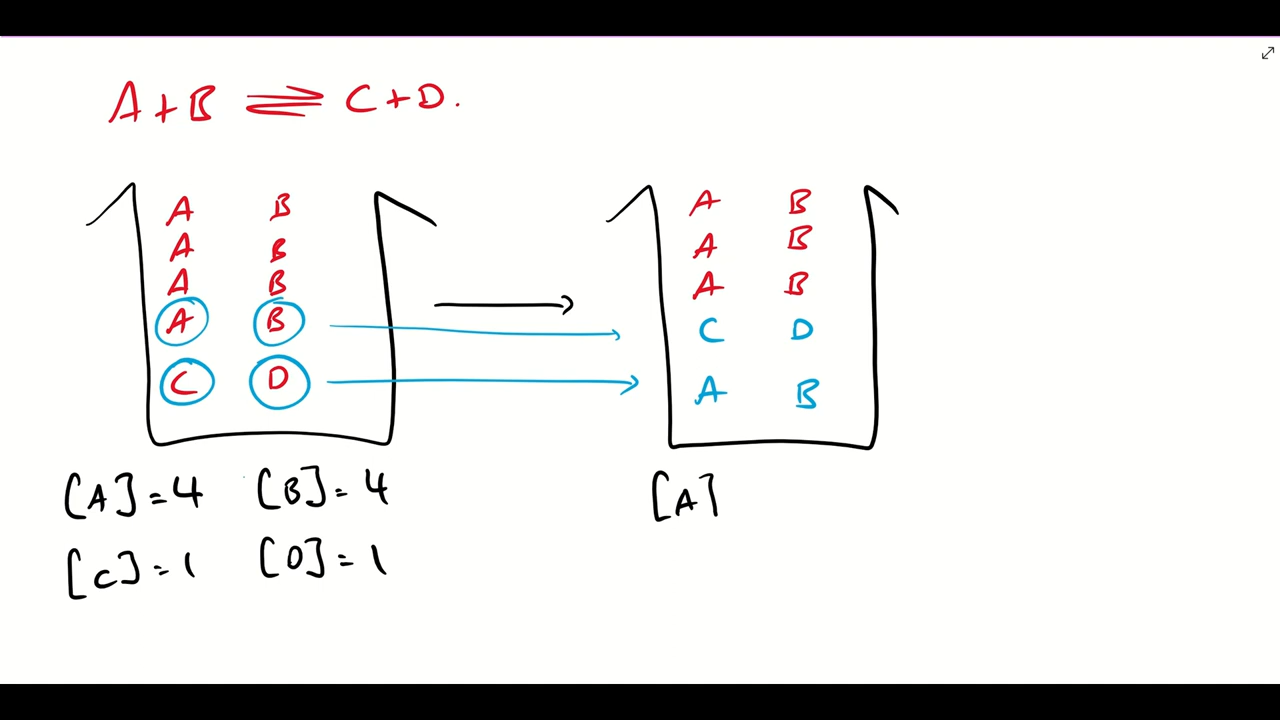 A + B ⇌ C + D.
A B A B
A B A B
A B A B
A B C D
C D A B
[A] = 4 [B] = 4 [A]
[C] = 1 [D] = 1